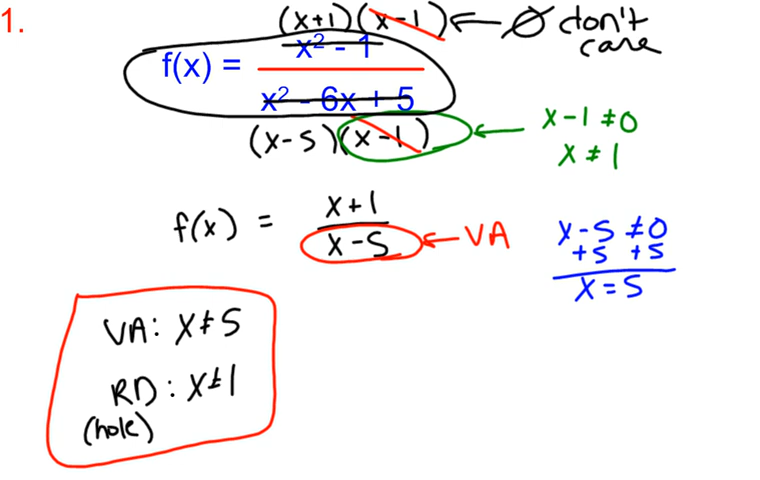 1.
(x+1)(x-1) ← Ø don't care
x² - 1
f(x) =
x² - 6x + 5
(x-5)(x-1)
x-1 ≠ 0
x ≠ 1
f(x) = x+1
x-5 ← VA
x-5 ≠ 0
+5 +5
x = 5
VA: x ≠ 5
RD: x ≠ 1
(hole)